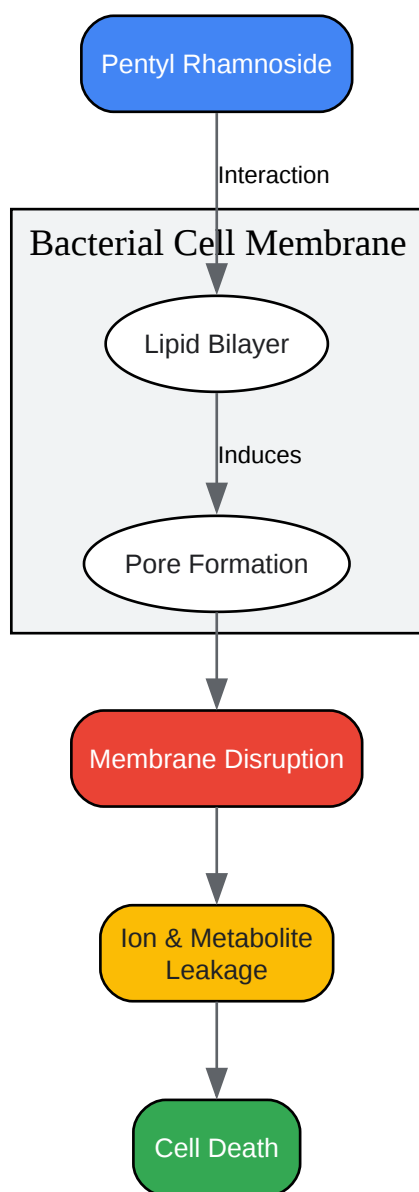 Pentyl Rhamnoside
Interaction
Bacterial Cell Membrane
Lipid Bilayer
Induces
Pore Formation
Membrane Disruption
Ion & Metabolite
Leakage
Cell Death